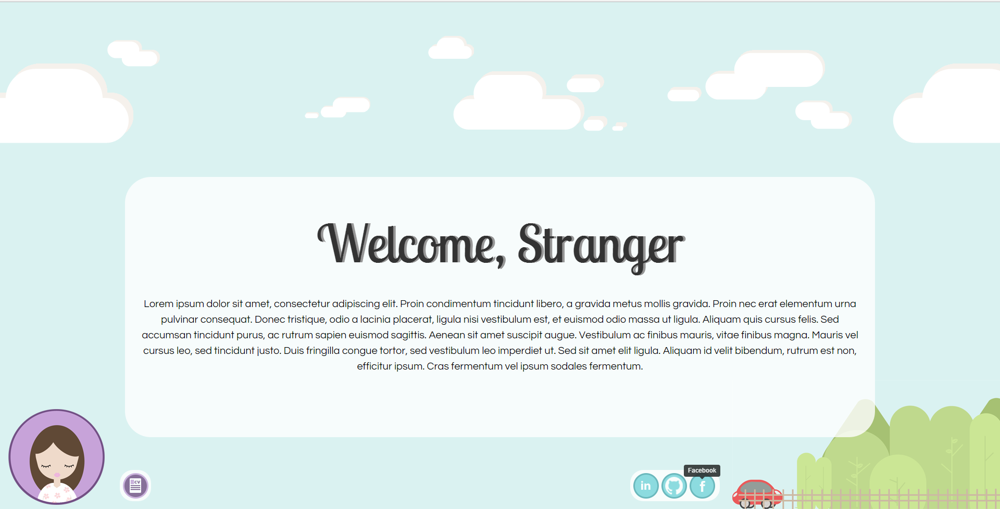 Welcome, Stranger
Lorem ipsum dolor sit amet, consectetur adipiscing elit. Proin condimentum tincidunt libero, a gravida metus mollis gravida. Proin nec erat elementum urna
pulvinar consequat. Donec tristique, odio a lacinia placerat, ligula nisi vestibulum est, et euismod odio massa ut ligula. Aliquam quis cursus felis. Sed
accumsan tincidunt purus, ac rutrum sapien euismod sagittis. Aenean sit amet suscipit augue. Vestibulum ac finibus mauris, vitae finibus magna. Mauris vel
cursus leo, sed tincidunt justo. Duis fringilla congue tortor, sed vestibulum leo imperdiet ut. Sed sit amet elit ligula. Aliquam id velit bibendum, rutrum est non,
efficitur ipsum. Cras fermentum vel ipsum sodales fermentum.
Facebook
CV
in
f